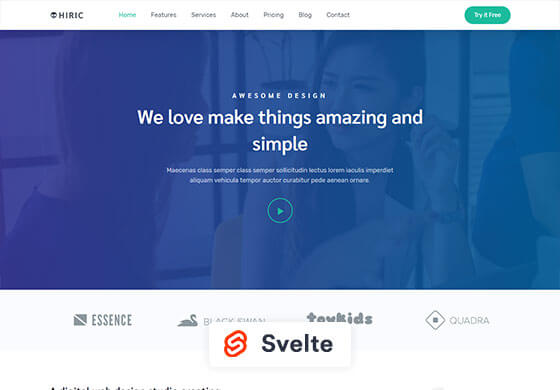 HIRIC
Home Features Services About Pricing Blog Contact
Try it Free
AWESOME DESIGN
We love make things amazing and
simple
Maecenas class semper class semper sollicitudin lectus lorem iaculis imperdiet
aliquam vehicula tempor auctor curabitur pede aenean ornare.
ESSENCE
BLACK SWAN
toykids
QUADRA
Svelte
A digital web design studio creating